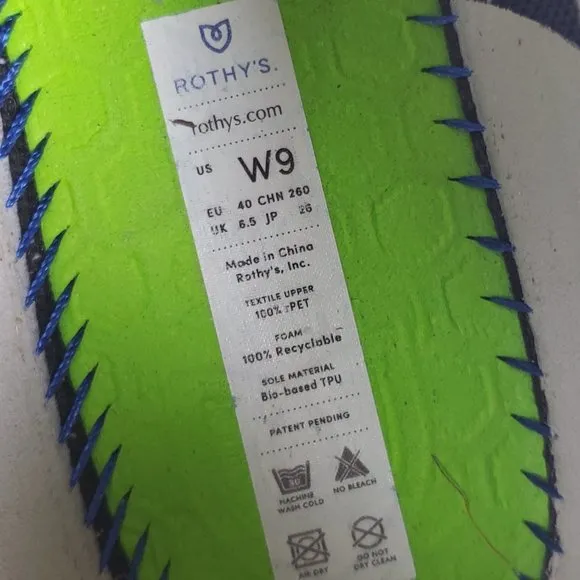 ROTHY'S.
rothys.com
US W9
EU 40 CHN 260
UK 6.5 JP 26
Made in China
Rothy's, Inc.
TEXTILE UPPER
100% rPET
FOAM
100% Recyclable
SOLE MATERIAL
Bio-based TPU
PATENT PENDING
MACHINE WASH COLD
NO BLEACH
AIR DRY
DO NOT DRY CLEAN